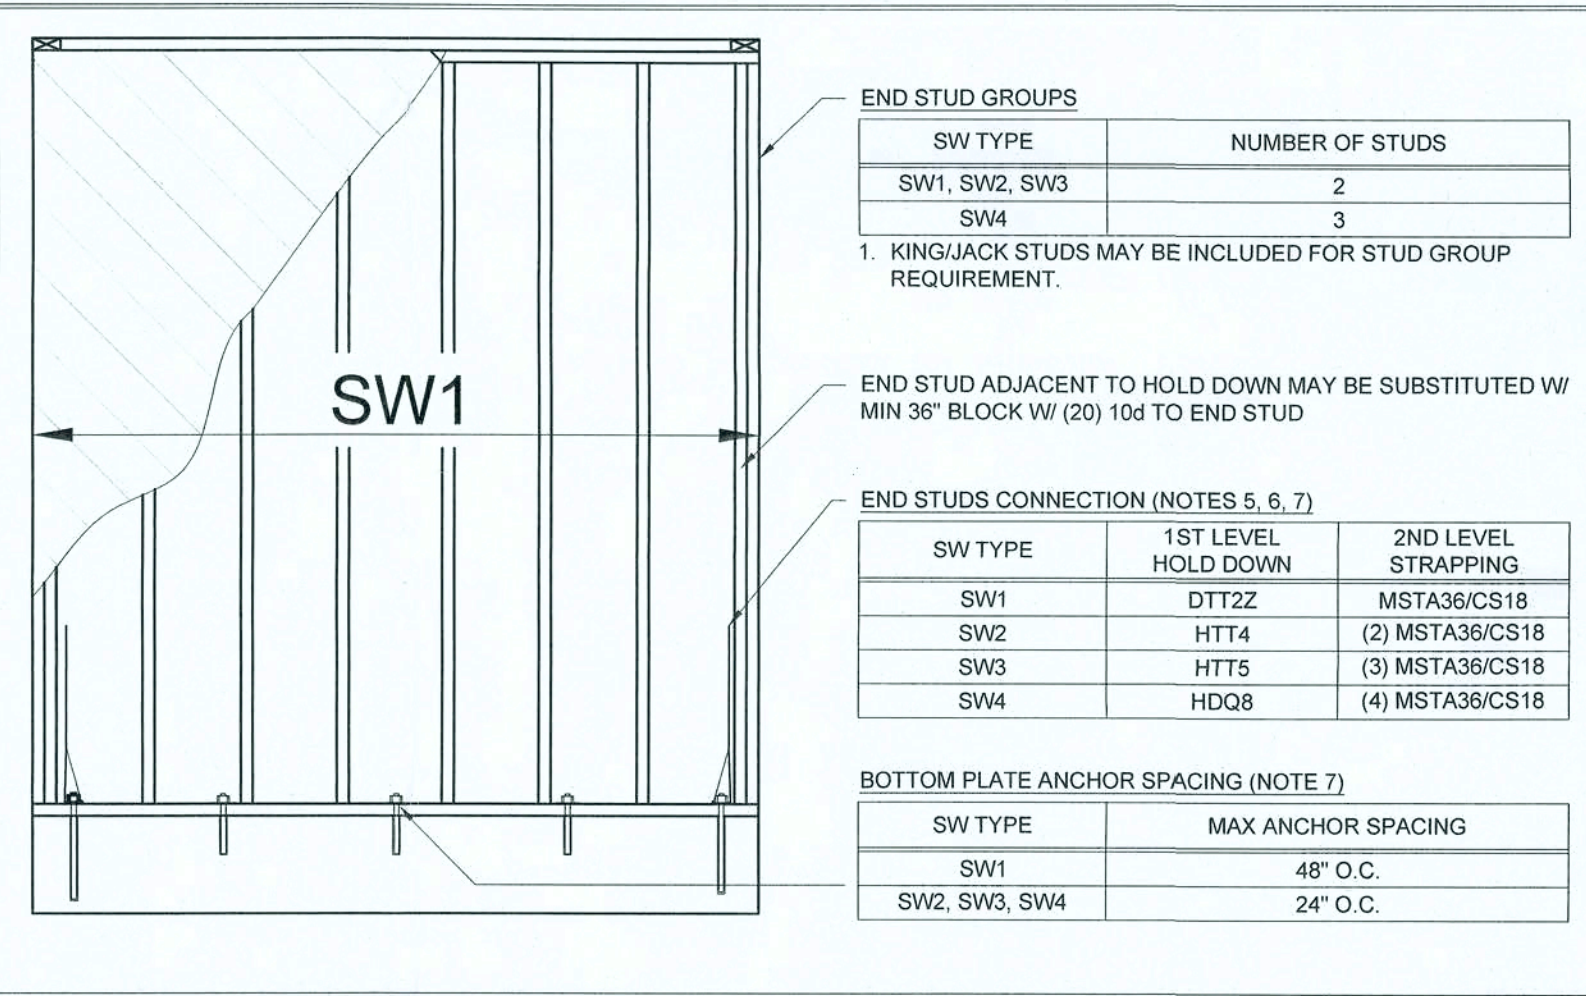 SW1
END STUD GROUPS
SW TYPE NUMBER OF STUDS
SW1, SW2, SW3 2
SW4 3
1. KING/JACK STUDS MAY BE INCLUDED FOR STUD GROUP
REQUIREMENT.
END STUD ADJACENT TO HOLD DOWN MAY BE SUBSTITUTED W/
MIN 36" BLOCK W/ (20) 10d TO END STUD
END STUDS CONNECTION (NOTES 5, 6, 7)
SW TYPE 1ST LEVEL HOLD DOWN 2ND LEVEL STRAPPING
SW1 DTT2Z MSTA36/CS18
SW2 HTT4 (2) MSTA36/CS18
SW3 HTT5 (3) MSTA36/CS18
SW4 HDQ8 (4) MSTA36/CS18
BOTTOM PLATE ANCHOR SPACING (NOTE 7)
SW TYPE MAX ANCHOR SPACING
SW1 48" O.C.
SW2, SW3, SW4 24" O.C.